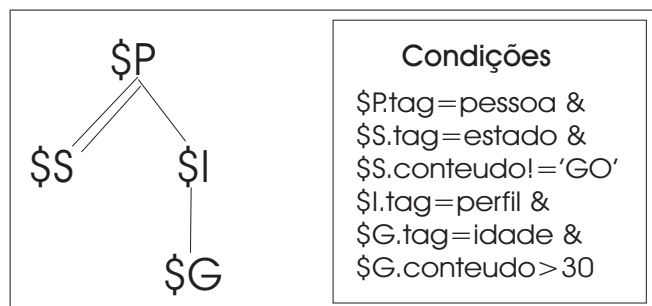 $P
$S
$I
$G
Condições
$P.tag=pessoa &
$S.tag=estado &
$S.conteudo!='GO'
$I.tag=perfil &
$G.tag=idade &
$G.conteudo>30